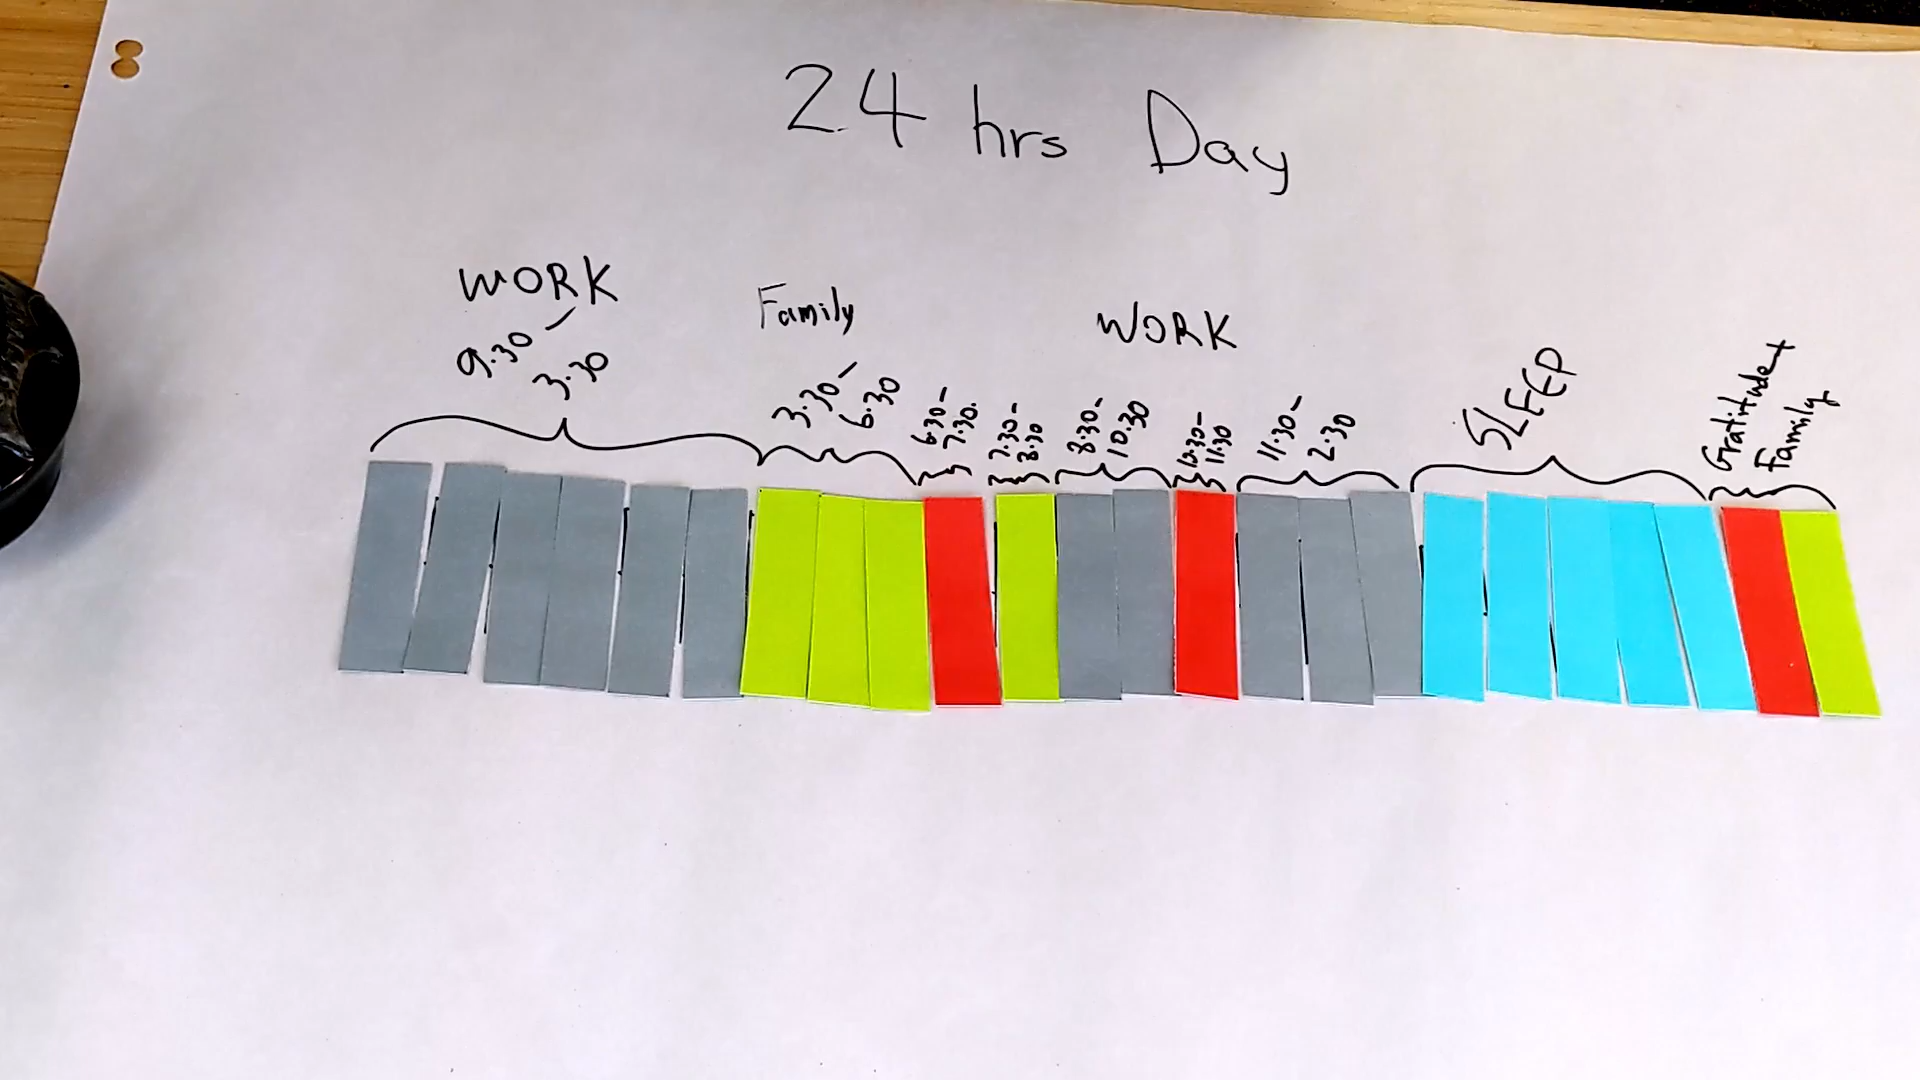 24 hrs Day
WORK
9.30 -
3.30
Family
3.30 -
6.30
6.30 -
7.30.
7.30 -
8.30
WORK
8.30 -
10.30
10.30 -
11.30
11.30 -
2.30
SLEEP
Gratitude +
Family